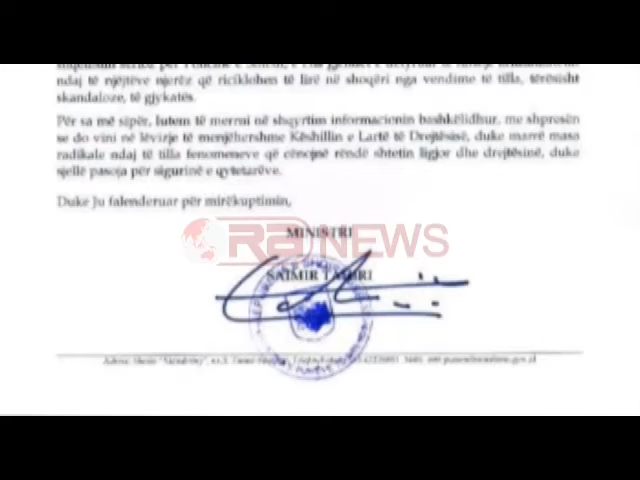 ndaj të njejtëve njerëz që riciklohen të lirë në shoqëri nga vendime të tilla, tërësisht
skandaloze, të gjykatës.
Për sa më sipër, lutem të merrni në shqyrtim informacionin bashkëlidhur, me shpresën
se do vini në lëvizje të menjëhershme Këshillin e Lartë të Drejtësisë, duke marrë masa
radikale ndaj të tilla fenomeneve që cënojnë rëndë shtetin ligjor dhe drejtësinë, duke
sjellë pasoja për sigurinë e qytetarëve.
Duke Ju falenderuar për mirëkuptimin,
MINISTRI
Ora NEWS
SAIMIR TAHIRI